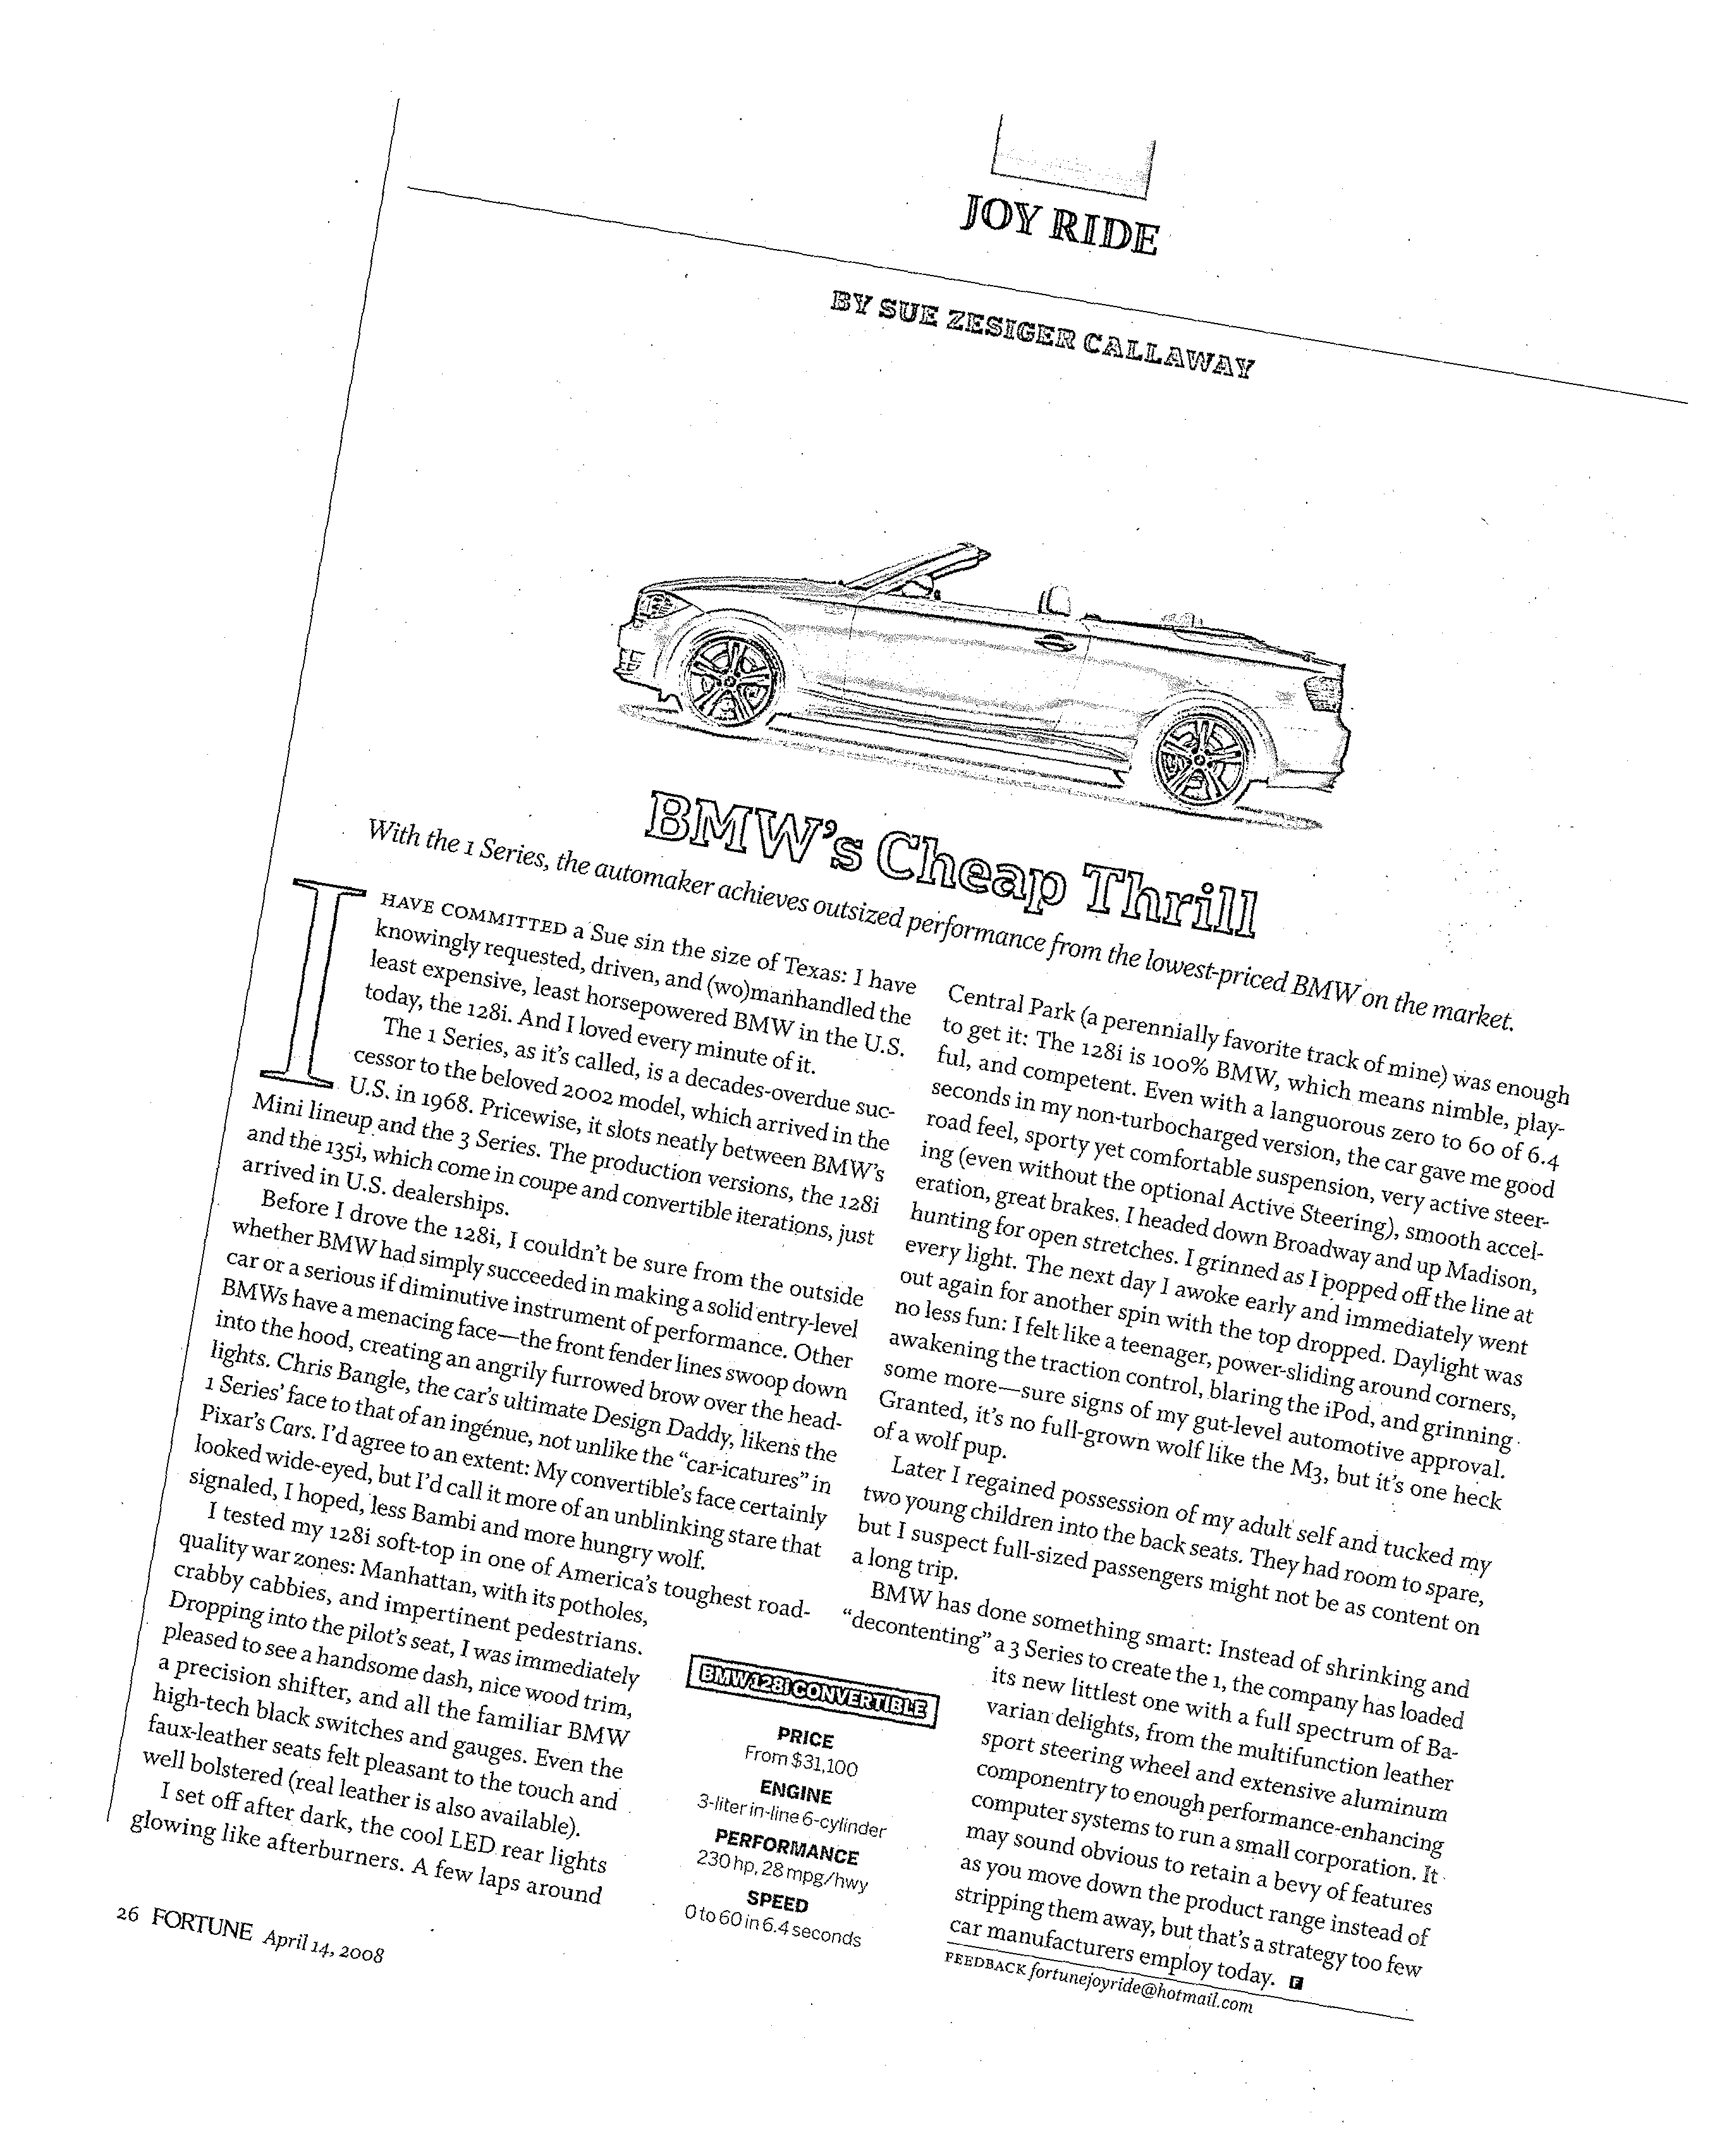 JOY RIDE
BY SUE ZESIGER CALLAWAY
BMW's Cheap Thrill
With the 1 Series, the automaker achieves outsized performance from the lowest-priced BMW on the market.
I HAVE COMMITTED a Sue sin the size of Texas: I have
knowingly requested, driven, and (wo)manhandled the
least expensive, least horsepowered BMW in the U.S.
today, the 128i. And I loved every minute of it.
The 1 Series, as it's called, is a decades-overdue suc-
cessor to the beloved 2002 model, which arrived in the
U.S. in 1968. Pricewise, it slots neatly between BMW's
Mini lineup and the 3 Series. The production versions, the 128i
and the 135i, which come in coupe and convertible iterations, just
arrived in U.S. dealerships.
Before I drove the 128i, I couldn't be sure from the outside
whether BMW had simply succeeded in making a solid entry-level
car or a serious if diminutive instrument of performance. Other
BMWs have a menacing face—the front fender lines swoop down
into the hood, creating an angrily furrowed brow over the head-
lights. Chris Bangle, the car's ultimate Design Daddy, likens the
1 Series' face to that of an ingénue, not unlike the "car-icatures" in
Pixar's Cars. I'd agree to an extent: My convertible's face certainly
looked wide-eyed, but I'd call it more of an unblinking stare that
signaled, I hoped, less Bambi and more hungry wolf.
I tested my 128i soft-top in one of America's toughest road-
quality war zones: Manhattan, with its potholes,
crabby cabbies, and impertinent pedestrians.
Dropping into the pilot's seat, I was immediately
pleased to see a handsome dash, nice wood trim,
a precision shifter, and all the familiar BMW
high-tech black switches and gauges. Even the
faux-leather seats felt pleasant to the touch and
well bolstered (real leather is also available).
I set off after dark, the cool LED rear lights
glowing like afterburners. A few laps around
Central Park (a perennially favorite track of mine) was enough
to get it: The 128i is 100% BMW, which means nimble, play-
ful, and competent. Even with a languorous zero to 60 of 6.4
seconds in my non-turbocharged version, the car gave me good
road feel, sporty yet comfortable suspension, very active steer-
ing (even without the optional Active Steering), smooth accel-
eration, great brakes. I headed down Broadway and up Madison,
hunting for open stretches. I grinned as I popped off the line at
every light. The next day I awoke early and immediately went
out again for another spin with the top dropped. Daylight was
no less fun: I felt like a teenager, power-sliding around corners,
awakening the traction control, blaring the iPod, and grinning
some more—sure signs of my gut-level automotive approval.
Granted, it's no full-grown wolf like the M3, but it's one heck
of a wolf pup.
Later I regained possession of my adult self and tucked my
two young children into the back seats. They had room to spare,
but I suspect full-sized passengers might not be as content on
a long trip.
BMW has done something smart: Instead of shrinking and
"decontenting" a 3 Series to create the 1, the company has loaded
its new littlest one with a full spectrum of Ba-
varian delights, from the multifunction leather
sport steering wheel and extensive aluminum
componentry to enough performance-enhancing
computer systems to run a small corporation. It
may sound obvious to retain a bevy of features
as you move down the product range instead of
stripping them away, but that's a strategy too few
car manufacturers employ today. F
FEEDBACK fortunejoyride@hotmail.com
BMW 128i CONVERTIBLE
PRICE
From $31,100
ENGINE
3-liter in-line 6-cylinder
PERFORMANCE
230 hp, 28 mpg/hwy
SPEED
0 to 60 in 6.4 seconds
26 FORTUNE April 14, 2008